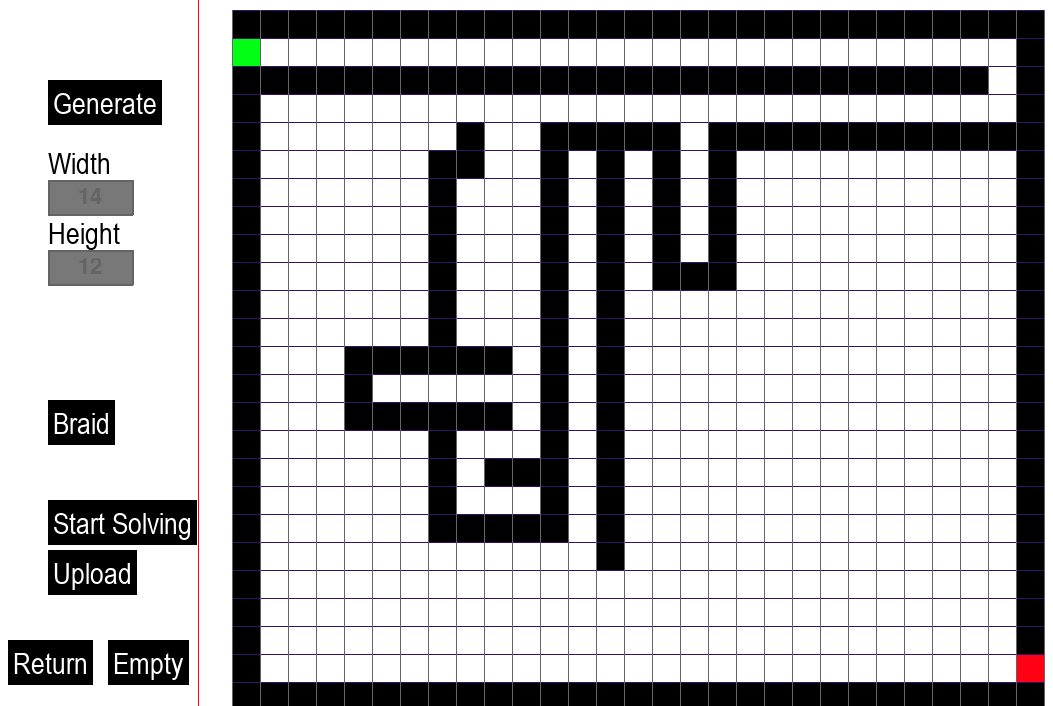 Generate
Width
14
Height
12
Braid
Start Solving
Upload
Return Empty